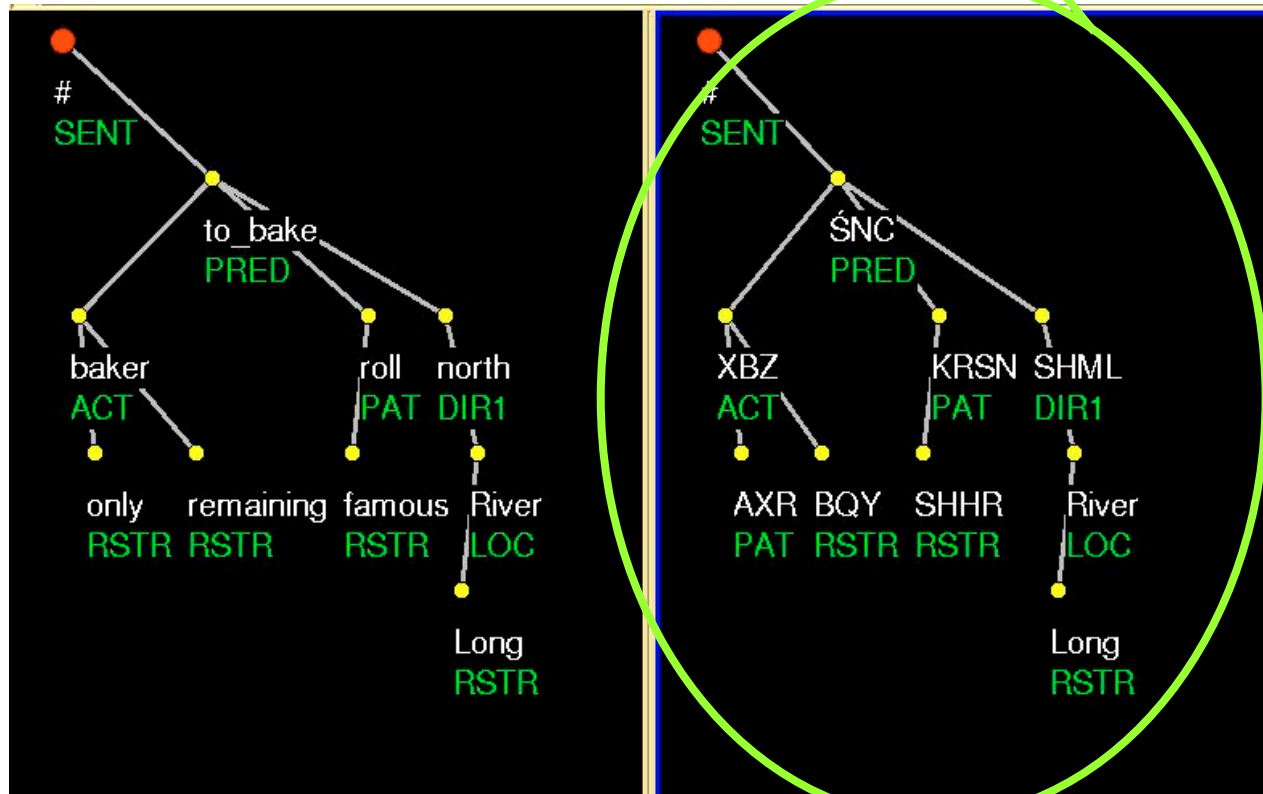 #
SENT
to_bake
PRED
baker
ACT
roll
PAT
north
DIR1
only
RSTR
remaining
RSTR
famous
RSTR
River
LOC
Long
RSTR
#
SENT
ŚNC
PRED
XBZ
ACT
KRSN
PAT
SHML
DIR1
AXR
PAT
BQY
RSTR
SHHR
RSTR
River
LOC
Long
RSTR